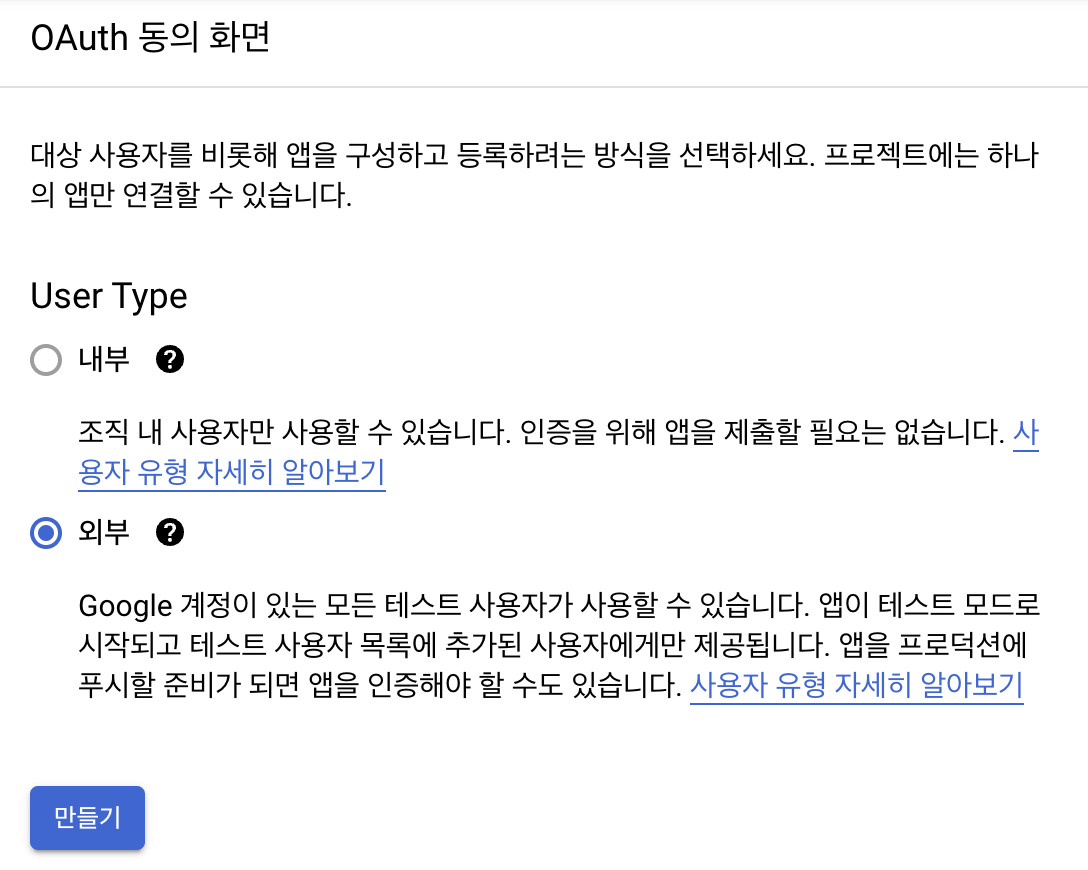 OAuth 동의 화면
대상 사용자를 비롯해 앱을 구성하고 등록하려는 방식을 선택하세요. 프로젝트에는 하나
의 앱만 연결할 수 있습니다.
User Type
내부 ?
조직 내 사용자만 사용할 수 있습니다. 인증을 위해 앱을 제출할 필요는 없습니다. 사
용자 유형 자세히 알아보기
외부 ?
Google 계정이 있는 모든 테스트 사용자가 사용할 수 있습니다. 앱이 테스트 모드로
시작되고 테스트 사용자 목록에 추가된 사용자에게만 제공됩니다. 앱을 프로덕션에
푸시할 준비가 되면 앱을 인증해야 할 수도 있습니다. 사용자 유형 자세히 알아보기
만들기